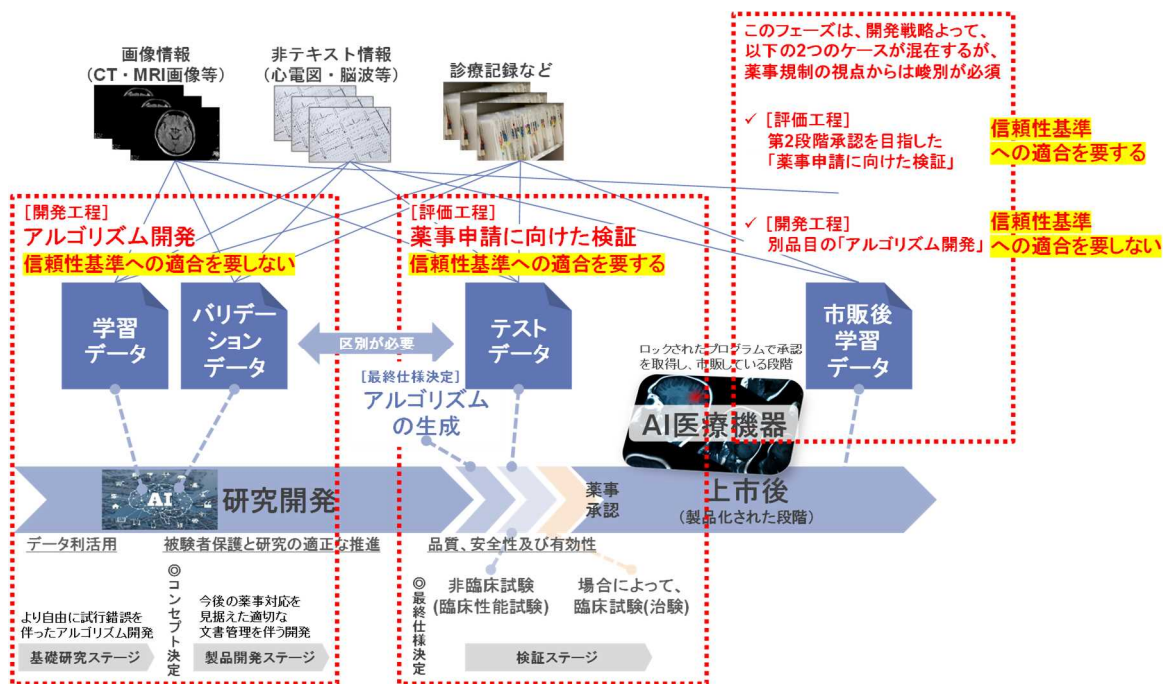 画像情報
(CT・MRI画像等)
非テキスト情報
(心電図・脳波等)
診療記録など
このフェーズは、開発戦略よって、
以下の2つのケースが混在するが、
薬事規制の視点からは峻別が必須
✓ [評価工程]
第2段階承認を目指した
「薬事申請に向けた検証」
信頼性基準
への適合を要する
✓ [開発工程]
別品目の「アルゴリズム開発」
信頼性基準
への適合を要しない
[開発工程]
アルゴリズム開発
信頼性基準への適合を要しない
[評価工程]
薬事申請に向けた検証
信頼性基準への適合を要する
学習
データ
バリデー
ション
データ
区別が必要
テスト
データ
市販後
学習
データ
ロックされたプログラムで承認
を取得し、市販している段階
[最終仕様決定]
アルゴリズム
の生成
AI医療機器
AI
研究開発
薬事
承認
上市後
(製品化された段階)
データ利活用
被験者保護と研究の適正な推進
品質、安全性及び有効性
より自由に試行錯誤を
伴ったアルゴリズム開発
◎コンセプト決定
今後の薬事対応を
見据えた適切な
文書管理を伴う開発
◎最終仕様決定
非臨床試験
(臨床性能試験)
場合によって、
臨床試験(治験)
基礎研究ステージ
製品開発ステージ
検証ステージ